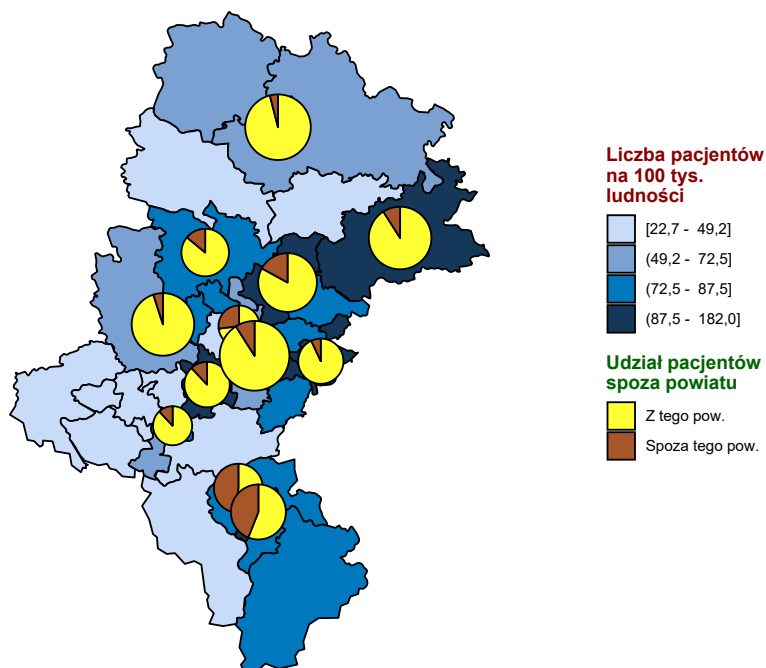 Liczba pacjentów
na 100 tys.
ludności
[22,7 - 49,2]
(49,2 - 72,5]
(72,5 - 87,5]
(87,5 - 182,0]
Udział pacjentów
spoza powiatu
Z tego pow.
Spoza tego pow.